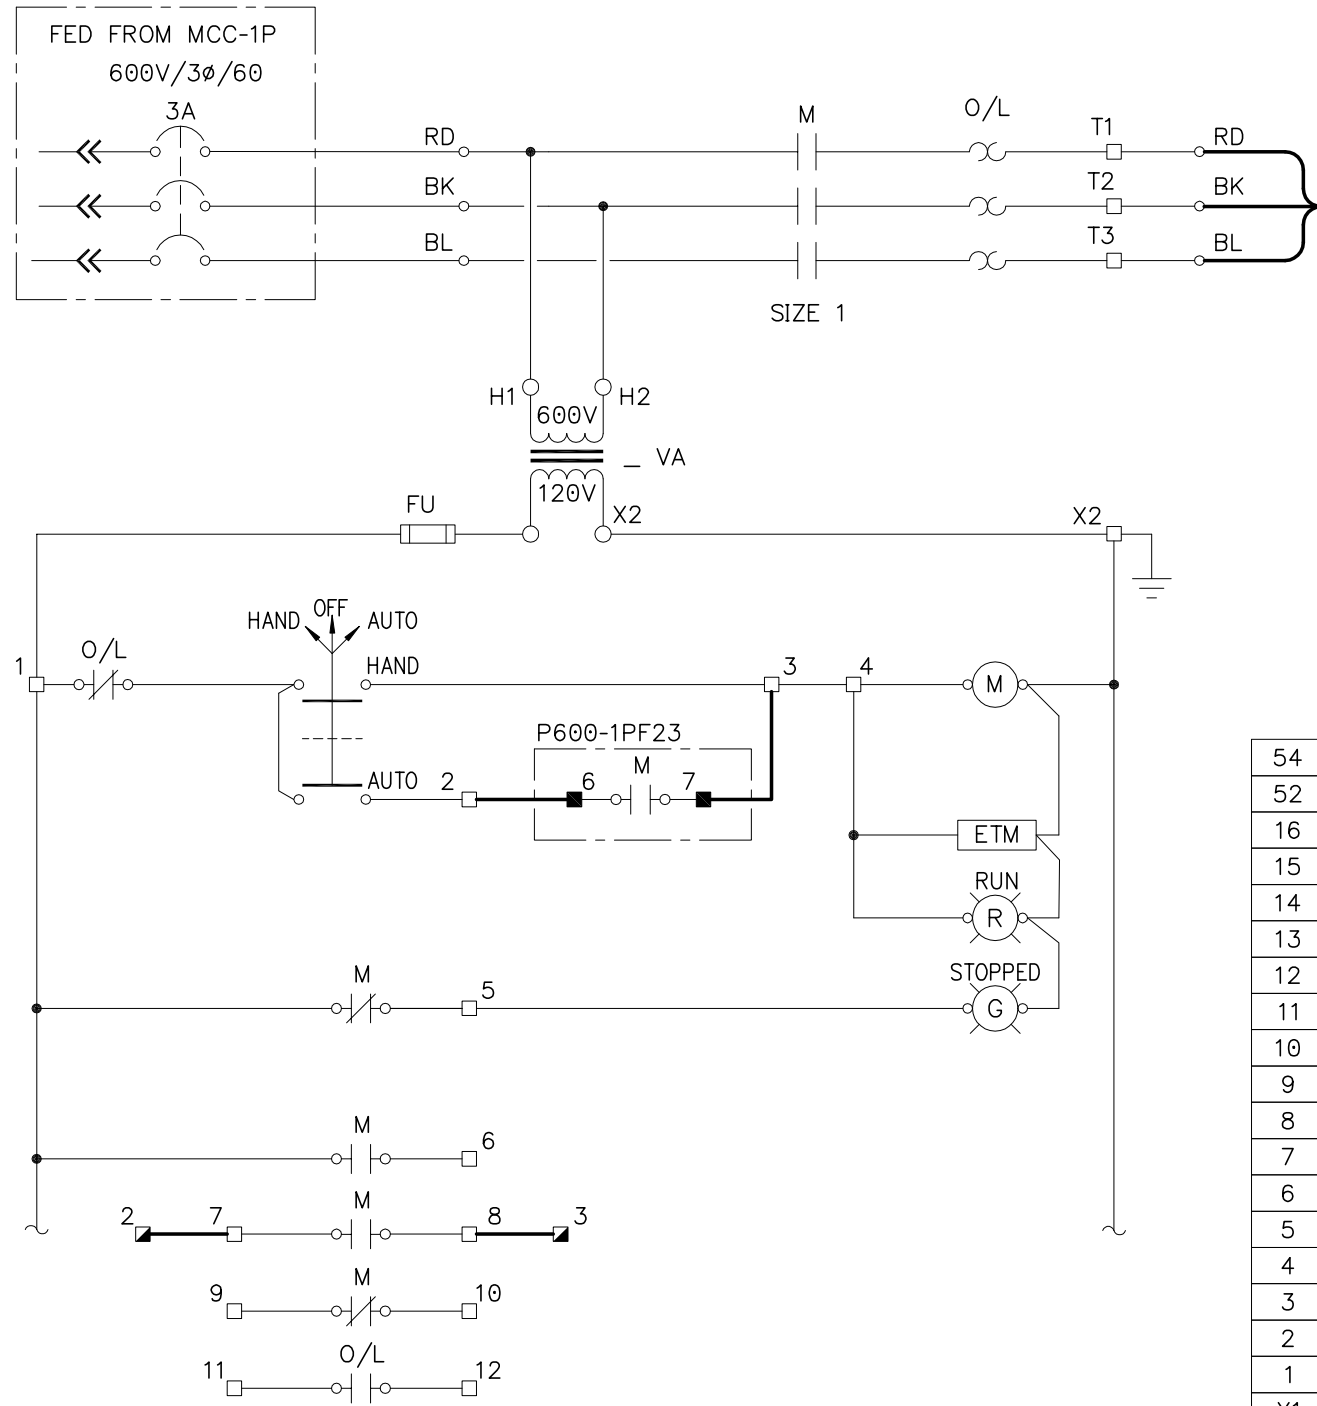 FED FROM MCC-1P
600V/3ø/60
3A
RD
BK
BL
M
SIZE 1
O/L
T1
T2
T3
RD
BK
BL
H1
H2
600V
_ VA
120V
FU
X2
X2
HAND
OFF
AUTO
1
O/L
HAND
3
4
M
P600-1PF23
AUTO
2
6
M
7
ETM
RUN
R
STOPPED
G
M
5
M
6
2
7
M
8
3
9
M
10
11
O/L
12
54
52
16
15
14
13
12
11
10
9
8
7
6
5
4
3
2
1